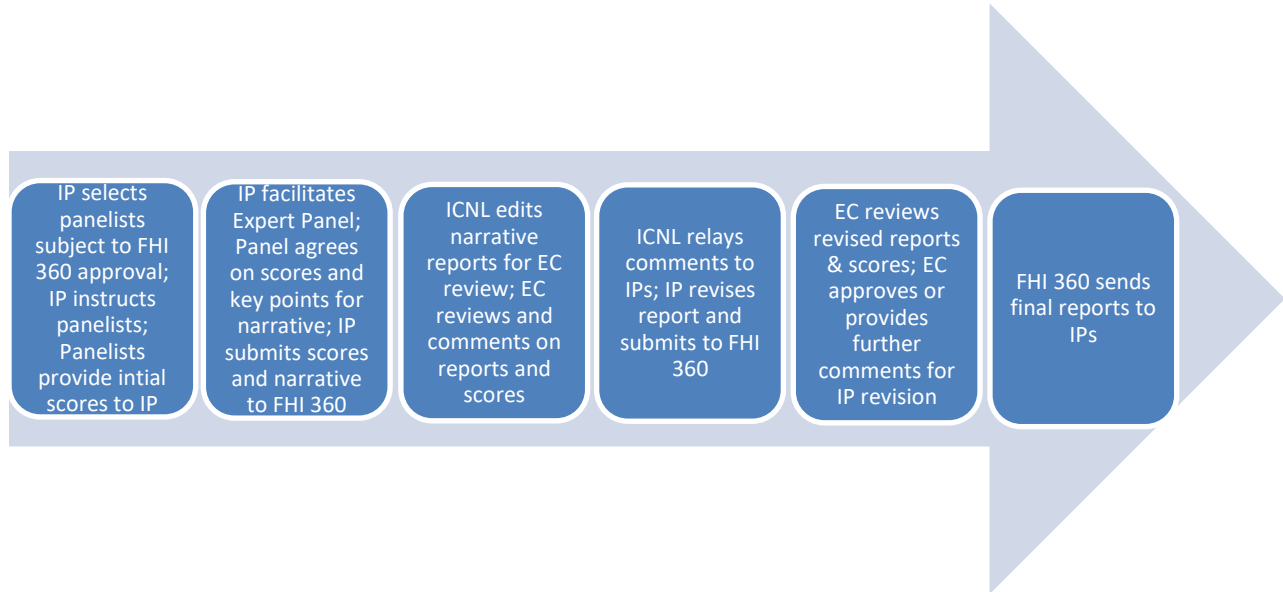 IP selects
panelists
subject to FHI
360 approval;
IP instructs
panelists;
Panelists
provide intial
scores to IP
IP facilitates
Expert Panel;
Panel agrees
on scores and
key points for
narrative; IP
submits scores
and narrative
to FHI 360
ICNL edits
narrative
reports for EC
review; EC
reviews and
comments on
reports and
scores
ICNL relays
comments to
IPs; IP revises
report and
submits to FHI
360
EC reviews
revised reports
& scores; EC
approves or
provides
further
comments for
IP revision
FHI 360 sends
final reports to
IPs